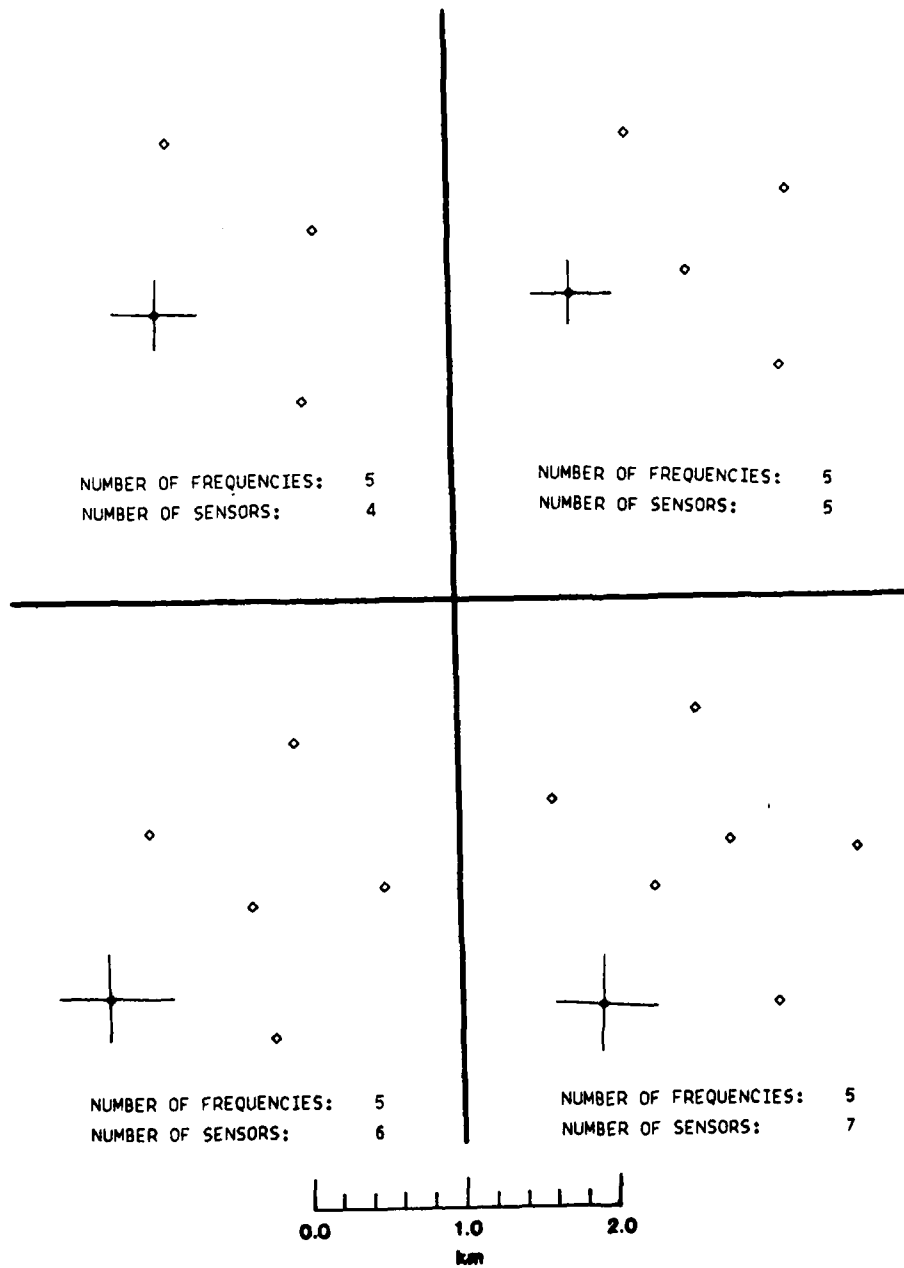 NUMBER OF FREQUENCIES: 5
NUMBER OF SENSORS: 4
NUMBER OF FREQUENCIES: 5
NUMBER OF SENSORS: 5
NUMBER OF FREQUENCIES: 5
NUMBER OF SENSORS: 6
NUMBER OF FREQUENCIES: 5
NUMBER OF SENSORS: 7
0.0 1.0 2.0
km